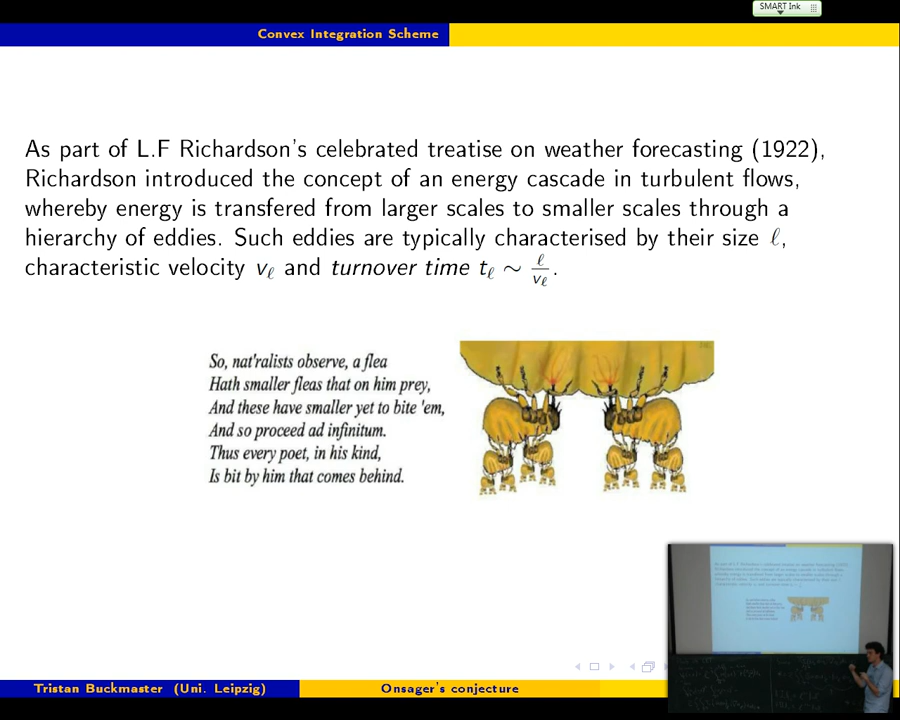 SMART Ink
Convex Integration Scheme
As part of L.F Richardson's celebrated treatise on weather forecasting (1922),
Richardson introduced the concept of an energy cascade in turbulent flows,
whereby energy is transfered from larger scales to smaller scales through a
hierarchy of eddies. Such eddies are typically characterised by their size ℓ,
characteristic velocity v_ℓ and turnover time t_ℓ ∼ ℓ/v_ℓ.
So, nat'ralists observe, a flea
Hath smaller fleas that on him prey,
And these have smaller yet to bite 'em,
And so proceed ad infinitum.
Thus every poet, in his kind,
Is bit by him that comes behind.
Tristan Buckmaster (Uni. Leipzig)
Onsager's conjecture